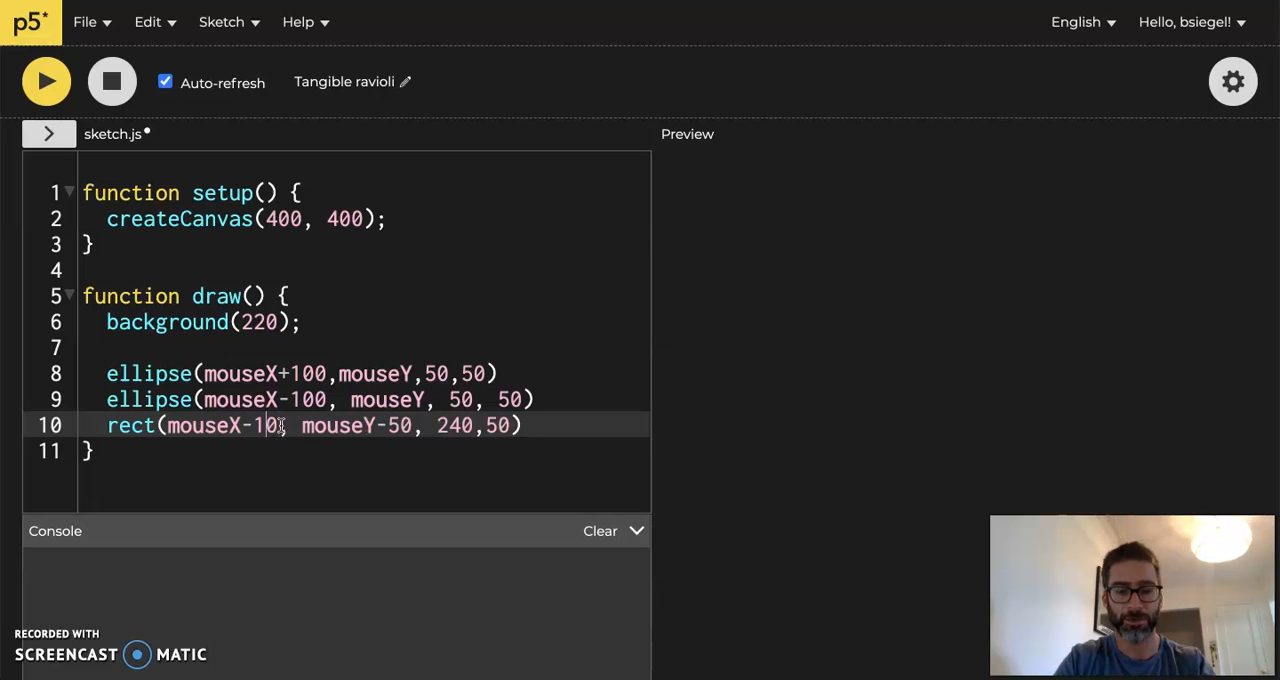 p5* File Edit Sketch Help English Hello, bsiegel!
Auto-refresh Tangible ravioli
sketch.js Preview
1 function setup() {
2 createCanvas(400, 400);
3 }
4
5 function draw() {
6 background(220);
7
8 ellipse(mouseX+100,mouseY,50,50)
9 ellipse(mouseX-100, mouseY, 50, 50)
10 rect(mouseX-10, mouseY-50, 240,50)
11 }
Console Clear
RECORDED WITH
SCREENCAST MATIC